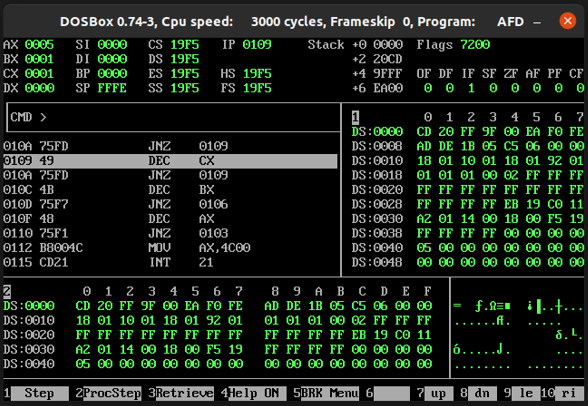 DOSBox 0.74-3, Cpu speed: 3000 cycles, Frameskip 0, Program: AFD
AX 0005 SI 0000 CS 19F5 IP 0109 Stack +0 0000 Flags 7200
BX 0001 DI 0000 DS 19F5 +2 20CD
CX 0001 BP 0000 ES 19F5 HS 19F5 +4 9FFF OF DF IF SF ZF AF PF CF
DX 0000 SP FFFE SS 19F5 FS 19F5 +6 EA00 0 0 1 0 0 0 0 0
CMD >
1 0 1 2 3 4 5 6 7
DS:0000 CD 20 FF 9F 00 EA F0 FE
010A 75FD JNZ 0109 DS:0008 AD DE 1B 05 C5 06 00 00
0109 49 DEC CX DS:0010 18 01 10 01 18 01 92 01
010A 75FD JNZ 0109 DS:0018 01 01 01 00 02 FF FF FF
010C 4B DEC BX DS:0020 FF FF FF FF FF FF FF FF
010D 75F7 JNZ 0106 DS:0028 FF FF FF FF EB 19 C0 11
010F 48 DEC AX DS:0030 A2 01 14 00 18 00 F5 19
0110 75F1 JNZ 0103 DS:0038 FF FF FF FF 00 00 00 00
0112 B8004C MOV AX,4C00 DS:0040 05 00 00 00 00 00 00 00
0115 CD21 INT 21 DS:0048 00 00 00 00 00 00 00 00
2 0 1 2 3 4 5 6 7 8 9 A B C D E F
DS:0000 CD 20 FF 9F 00 EA F0 FE AD DE 1B 05 C5 06 00 00
DS:0010 18 01 10 01 18 01 92 01 01 01 01 00 02 FF FF FF
DS:0020 FF FF FF FF FF FF FF FF FF FF FF FF EB 19 C0 11
DS:0030 A2 01 14 00 18 00 F5 19 FF FF FF FF 00 00 00 00
DS:0040 05 00 00 00 00 00 00 00 00 00 00 00 00 00 00 00
1 Step 2 ProcStep 3 Retrieve 4 Help ON 5 BRK Menu 6 7 up 8 dn 9 le 10 ri